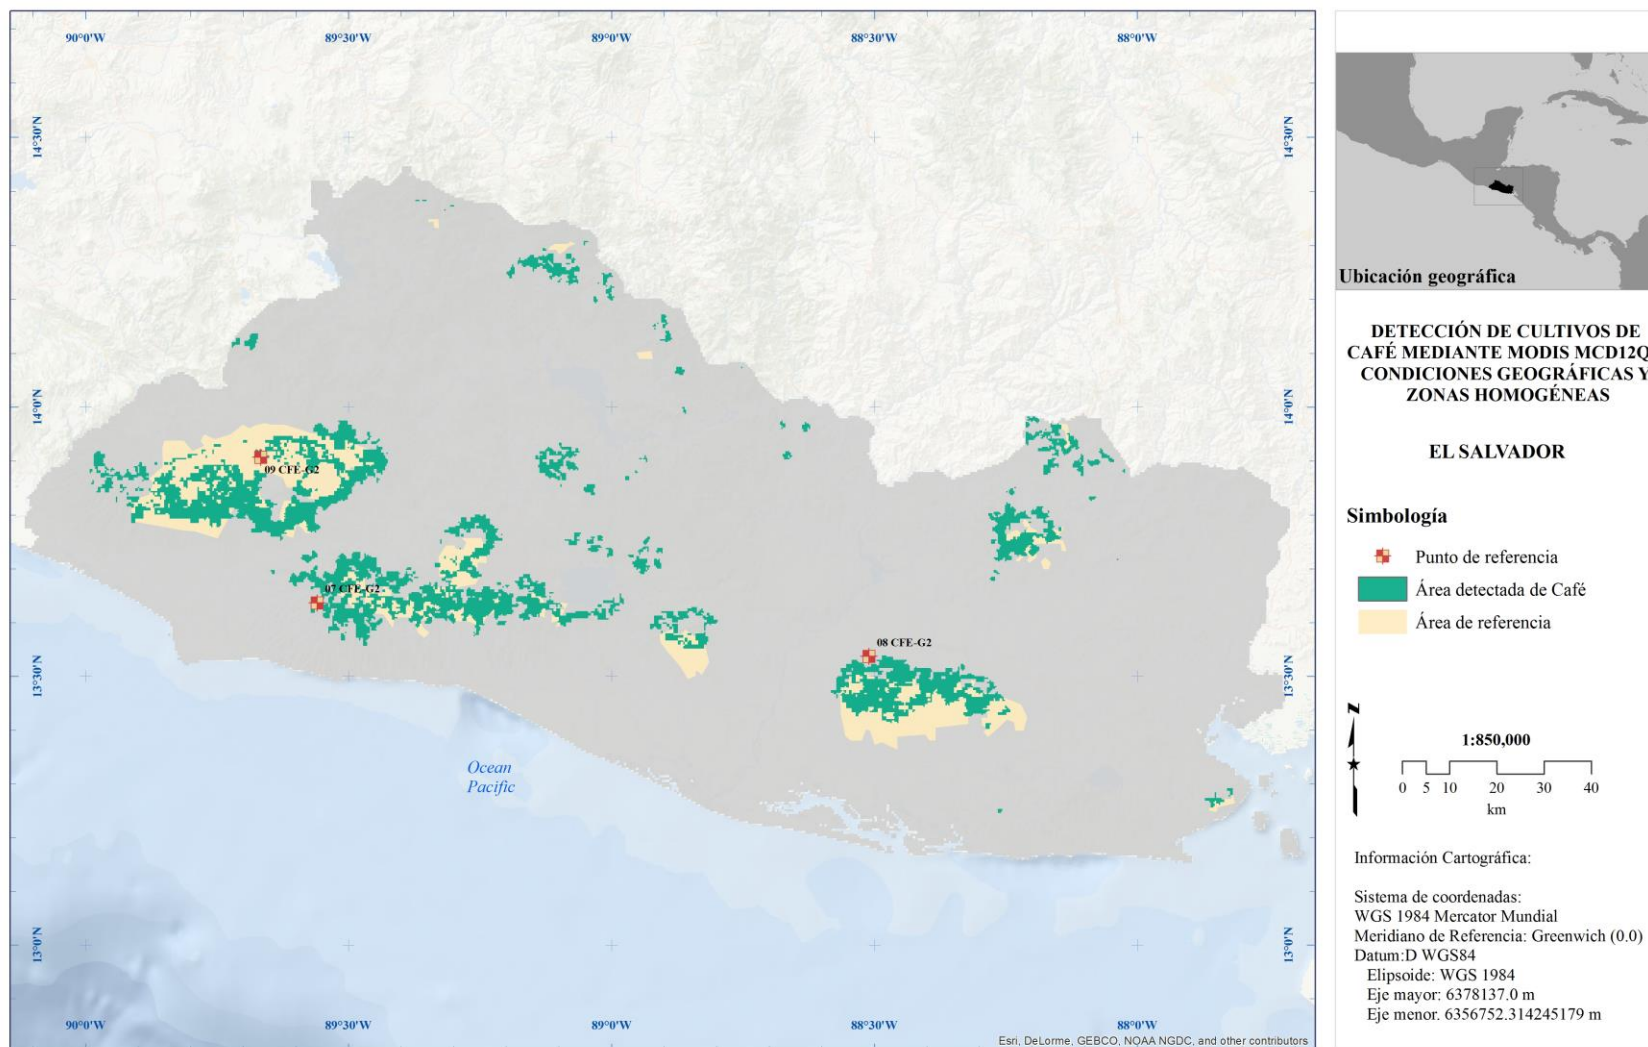 90°0'W
89°30'W
89°0'W
88°30'W
88°0'W
14°30'N
14°30'N
14°0'N
14°0'N
09 CFE-G2
07 CFE-G2
08 CFE-G2
13°30'N
13°30'N
Ocean
Pacific
13°0'N
13°0'N
90°0'W
89°30'W
89°0'W
88°30'W
88°0'W
Esri, DeLorme, GEBCO, NOAA NGDC, and other contributors
Ubicación geográfica
DETECCIÓN DE CULTIVOS DE
CAFÉ MEDIANTE MODIS MCD12Q
CONDICIONES GEOGRÁFICAS Y
ZONAS HOMOGÉNEAS
EL SALVADOR
Simbología
Punto de referencia
Área detectada de Café
Área de referencia
N
1:850,000
0 5 10 20 30 40
km
Información Cartográfica:
Sistema de coordenadas:
WGS 1984 Mercator Mundial
Meridiano de Referencia: Greenwich (0.0)
Datum:D WGS84
Elipsoide: WGS 1984
Eje mayor: 6378137.0 m
Eje menor. 6356752.314245179 m